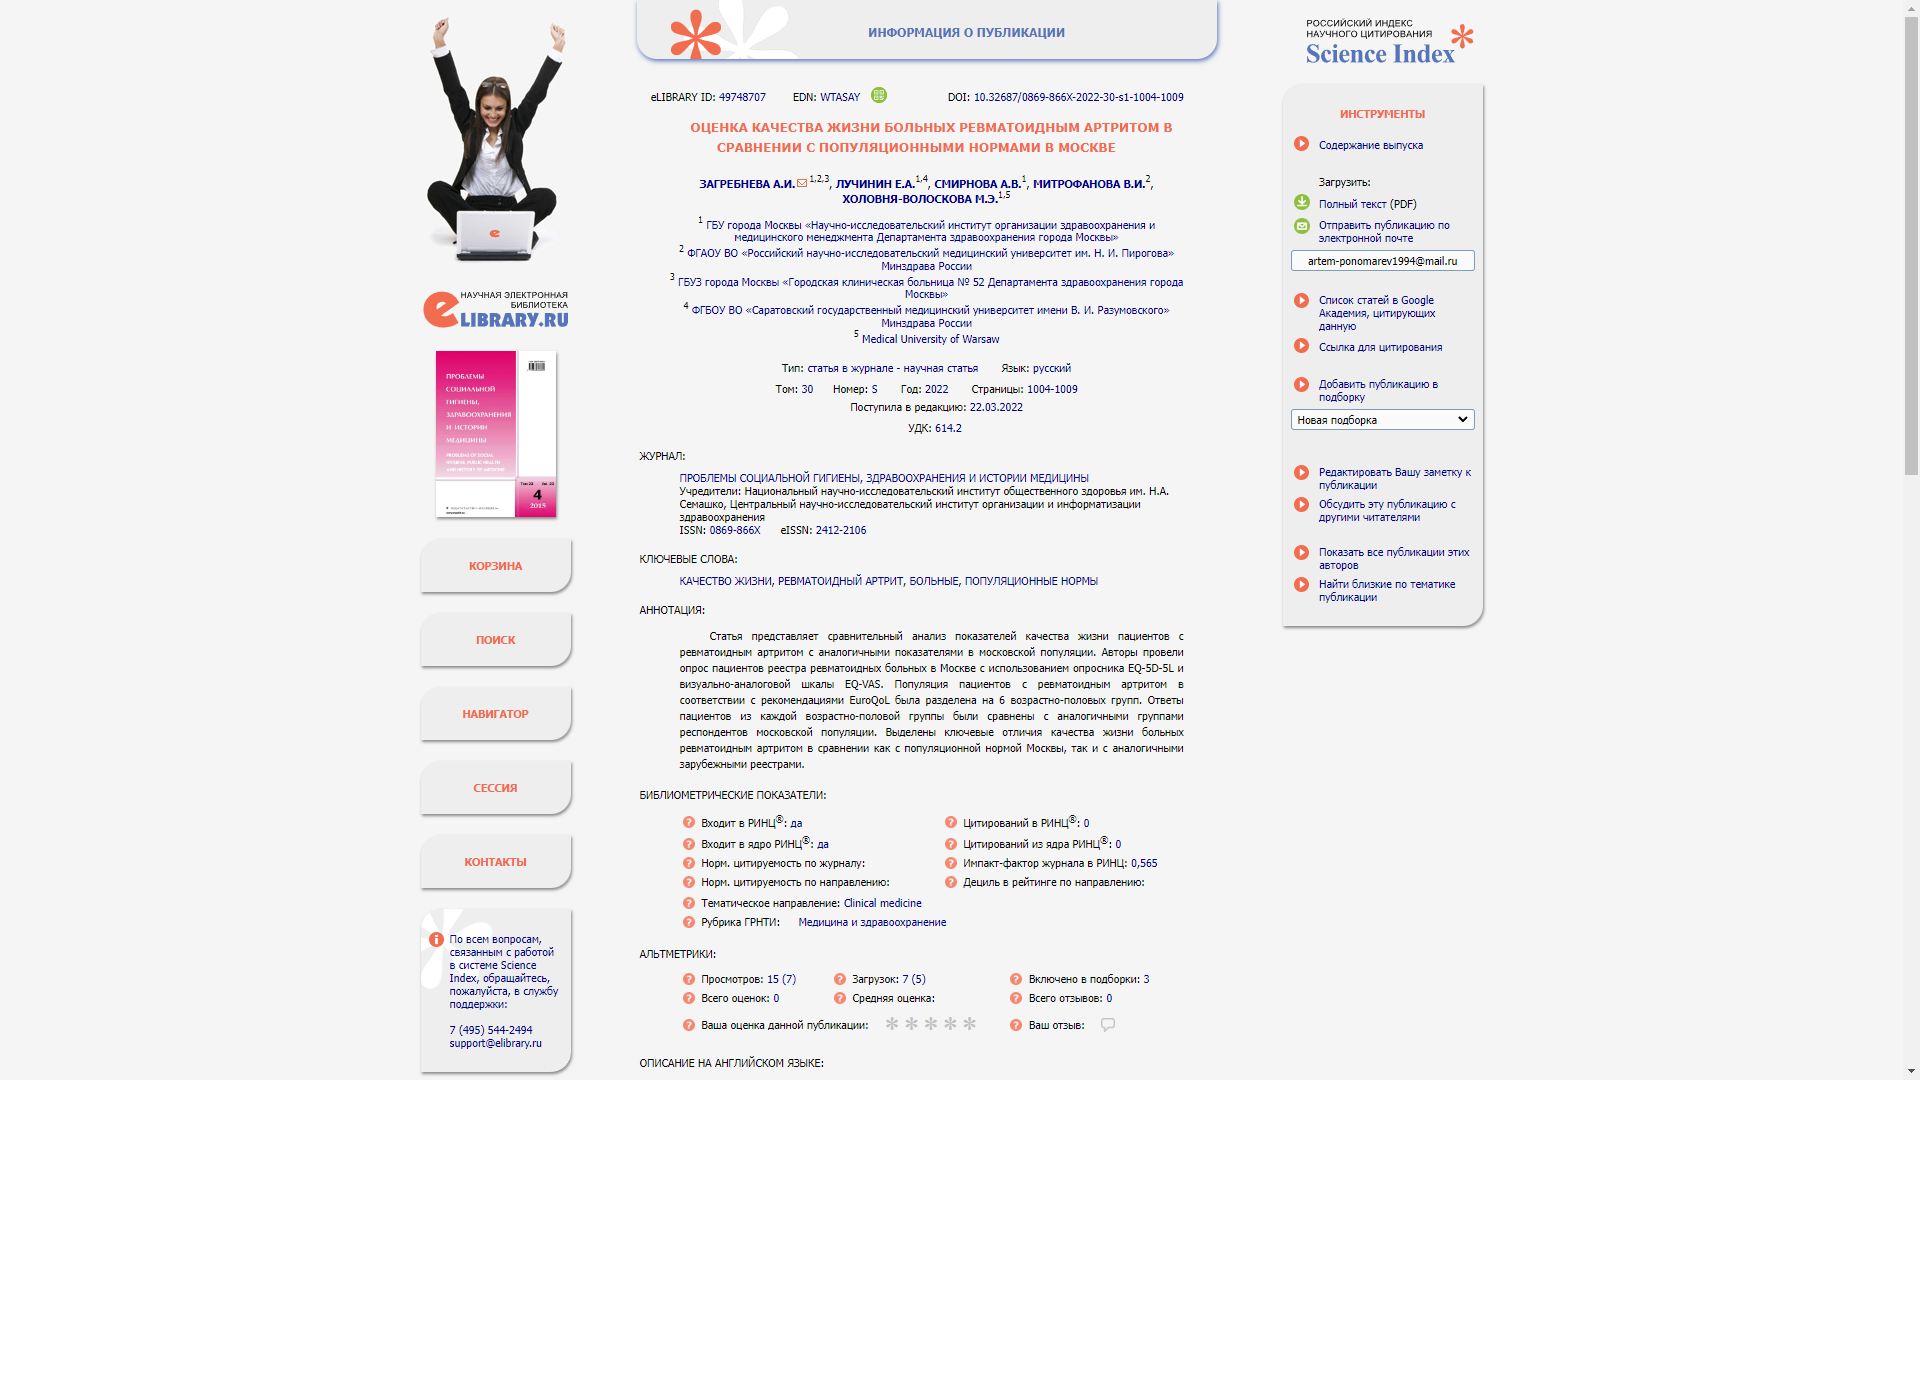 НАУЧНАЯ ЭЛЕКТРОННАЯ
БИБЛИОТЕКА
eLIBRARY.RU
ПРОБЛЕМЫ
СОЦИАЛЬНОЙ
ГИГИЕНЫ,
ЗДРАВООХРАНЕНИЯ
И ИСТОРИИ
МЕДИЦИНЫ
PROBLEMS OF SOCIAL
HYGIENE, PUBLIC HEALTH
AND HISTORY OF MEDICINE
4
2015
КОРЗИНА
ПОИСК
НАВИГАТОР
СЕССИЯ
КОНТАКТЫ
По всем вопросам,
связанным с работой
в системе Science
Index, обращайтесь,
пожалуйста, в службу
поддержки:
7 (495) 544-2494
support@elibrary.ru
ИНФОРМАЦИЯ О ПУБЛИКАЦИИ
eLIBRARY ID: 49748707 EDN: WTASAY DOI: 10.32687/0869-866X-2022-30-s1-1004-1009
ОЦЕНКА КАЧЕСТВА ЖИЗНИ БОЛЬНЫХ РЕВМАТОИДНЫМ АРТРИТОМ В
СРАВНЕНИИ С ПОПУЛЯЦИОННЫМИ НОРМАМИ В МОСКВЕ
ЗАГРЕБНЕВА А.И. 1,2,3, ЛУЧИНИН Е.А.1,4, СМИРНОВА А.В.1, МИТРОФАНОВА В.И.2,
ХОЛОВНЯ-ВОЛОСКОВА М.Э.1,5
1 ГБУ города Москвы «Научно-исследовательский институт организации здравоохранения и
медицинского менеджмента Департамента здравоохранения города Москвы»
2 ФГАОУ ВО «Российский научно-исследовательский медицинский университет им. Н. И. Пирогова»
Минздрава России
3 ГБУЗ города Москвы «Городская клиническая больница № 52 Департамента здравоохранения города
Москвы»
4 ФГБОУ ВО «Саратовский государственный медицинский университет имени В. И. Разумовского»
Минздрава России
5 Medical University of Warsaw
Тип: статья в журнале - научная статья Язык: русский
Том: 30 Номер: S Год: 2022 Страницы: 1004-1009
Поступила в редакцию: 22.03.2022
УДК: 614.2
ЖУРНАЛ:
ПРОБЛЕМЫ СОЦИАЛЬНОЙ ГИГИЕНЫ, ЗДРАВООХРАНЕНИЯ И ИСТОРИИ МЕДИЦИНЫ
Учредители: Национальный научно-исследовательский институт общественного здоровья им. Н.А.
Семашко, Центральный научно-исследовательский институт организации и информатизации
здравоохранения
ISSN: 0869-866X eISSN: 2412-2106
КЛЮЧЕВЫЕ СЛОВА:
КАЧЕСТВО ЖИЗНИ, РЕВМАТОИДНЫЙ АРТРИТ, БОЛЬНЫЕ, ПОПУЛЯЦИОННЫЕ НОРМЫ
АННОТАЦИЯ:
Статья представляет сравнительный анализ показателей качества жизни пациентов с
ревматоидным артритом с аналогичными показателями в московской популяции. Авторы провели
опрос пациентов реестра ревматоидных больных в Москве с использованием опросника EQ-5D-5L и
визуально-аналоговой шкалы EQ-VAS. Популяция пациентов с ревматоидным артритом в
соответствии с рекомендациями EuroQoL была разделена на 6 возрастно-половых групп. Ответы
пациентов из каждой возрастно-половой группы были сравнены с аналогичными группами
респондентов московской популяции. Выделены ключевые отличия качества жизни больных
ревматоидным артритом в сравнении как с популяционной нормой Москвы, так и с аналогичными
зарубежными реестрами.
БИБЛИОМЕТРИЧЕСКИЕ ПОКАЗАТЕЛИ:
Входит в РИНЦ®: да Цитирований в РИНЦ®: 0
Входит в ядро РИНЦ®: да Цитирований из ядра РИНЦ®: 0
Норм. цитируемость по журналу: Импакт-фактор журнала в РИНЦ: 0,565
Норм. цитируемость по направлению: Дециль в рейтинге по направлению:
Тематическое направление: Clinical medicine
Рубрика ГРНТИ: Медицина и здравоохранение
АЛЬТМЕТРИКИ:
Просмотров: 15 (7) Загрузок: 7 (5) Включено в подборки: 3
Всего оценок: 0 Средняя оценка: Всего отзывов: 0
Ваша оценка данной публикации: Ваш отзыв:
ОПИСАНИЕ НА АНГЛИЙСКОМ ЯЗЫКЕ:
РОССИЙСКИЙ ИНДЕКС
НАУЧНОГО ЦИТИРОВАНИЯ
Science Index
ИНСТРУМЕНТЫ
Содержание выпуска
Загрузить:
Полный текст (PDF)
Отправить публикацию по
электронной почте
artem-ponomarev1994@mail.ru
Список статей в Google
Академия, цитирующих
данную
Ссылка для цитирования
Добавить публикацию в
подборку
Новая подборка
Редактировать Вашу заметку к
публикации
Обсудить эту публикацию с
другими читателями
Показать все публикации этих
авторов
Найти близкие по тематике
публикации